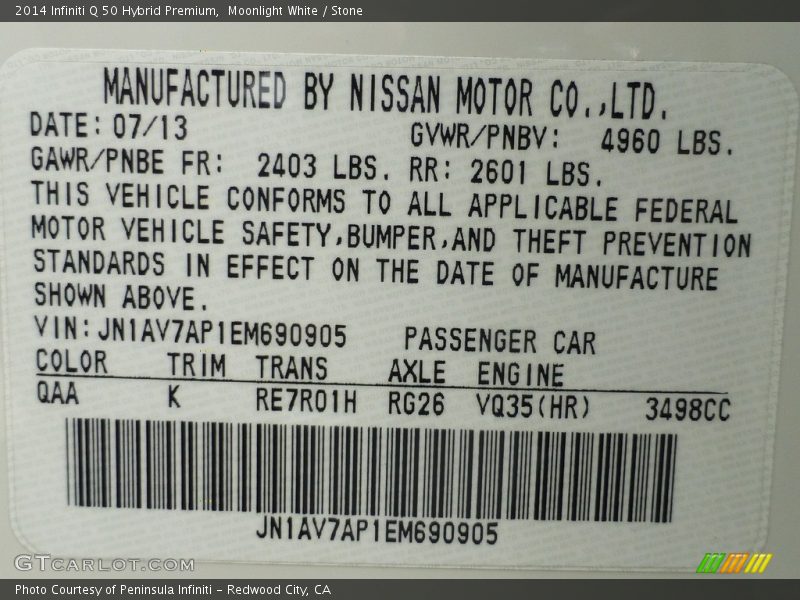 2014 Infiniti Q 50 Hybrid Premium,  Moonlight White / Stone
MANUFACTURED BY NISSAN MOTOR CO.,LTD.
DATE: 07/13 GVWR/PNBV: 4960 LBS.
GAWR/PNBE FR: 2403 LBS. RR: 2601 LBS.
THIS VEHICLE CONFORMS TO ALL APPLICABLE FEDERAL
MOTOR VEHICLE SAFETY,BUMPER,AND THEFT PREVENTION
STANDARDS IN EFFECT ON THE DATE OF MANUFACTURE
SHOWN ABOVE.
VIN:JN1AV7AP1EM690905 PASSENGER CAR
COLOR TRIM TRANS AXLE ENGINE
QAA K RE7R01H RG26 VQ35(HR) 3498CC
JN1AV7AP1EM690905
GTCARLOT.COM
Photo Courtesy of Peninsula Infiniti - Redwood City, CA